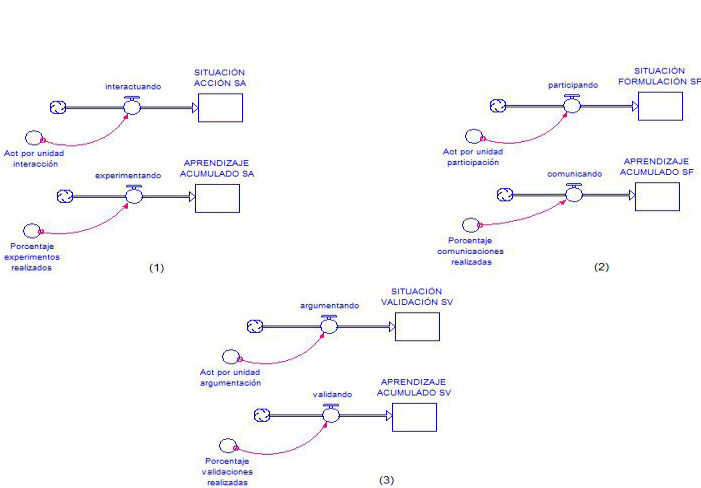 SITUACIÓN
ACCIÓN SA
interactuando
Act por unidad
interacción
APRENDIZAJE
ACUMULADO SA
experimentando
Porcentaje
experimentos
realizados
(1)
SITUACIÓN
FORMULACIÓN SF
participando
Act por unidad
participación
APRENDIZAJE
ACUMULADO SF
comunicando
Porcentaje
comunicaciones
realizadas
(2)
SITUACIÓN
VALIDACIÓN SV
argumentando
Act por unidad
argumentación
APRENDIZAJE
ACUMULADO SV
validando
Porcentaje
validaciones
realizadas
(3)